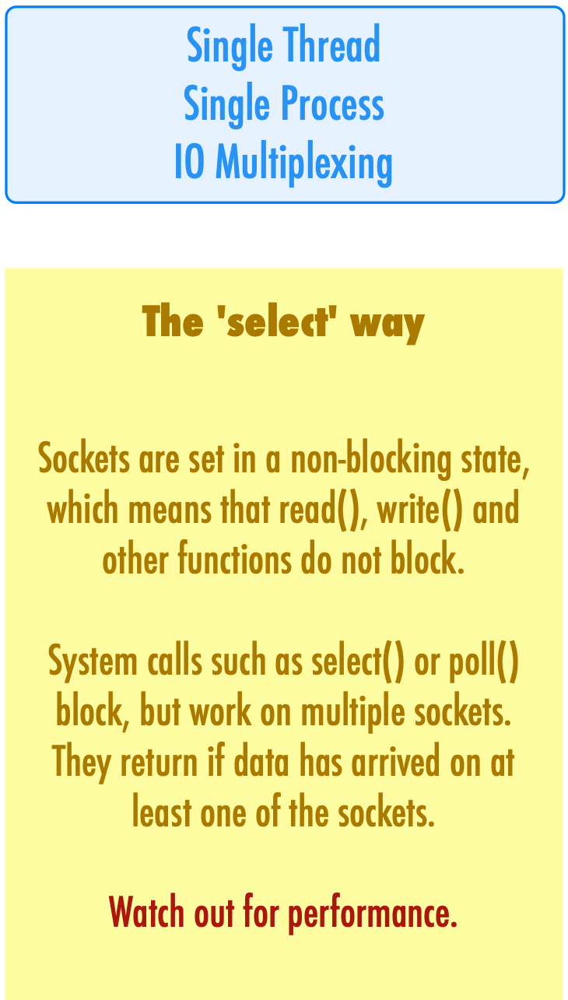 Single Thread
Single Process
IO Multiplexing
The 'select' way
Sockets are set in a non-blocking state,
which means that read(), write() and
other functions do not block.
System calls such as select() or poll()
block, but work on multiple sockets.
They return if data has arrived on at
least one of the sockets.
Watch out for performance.